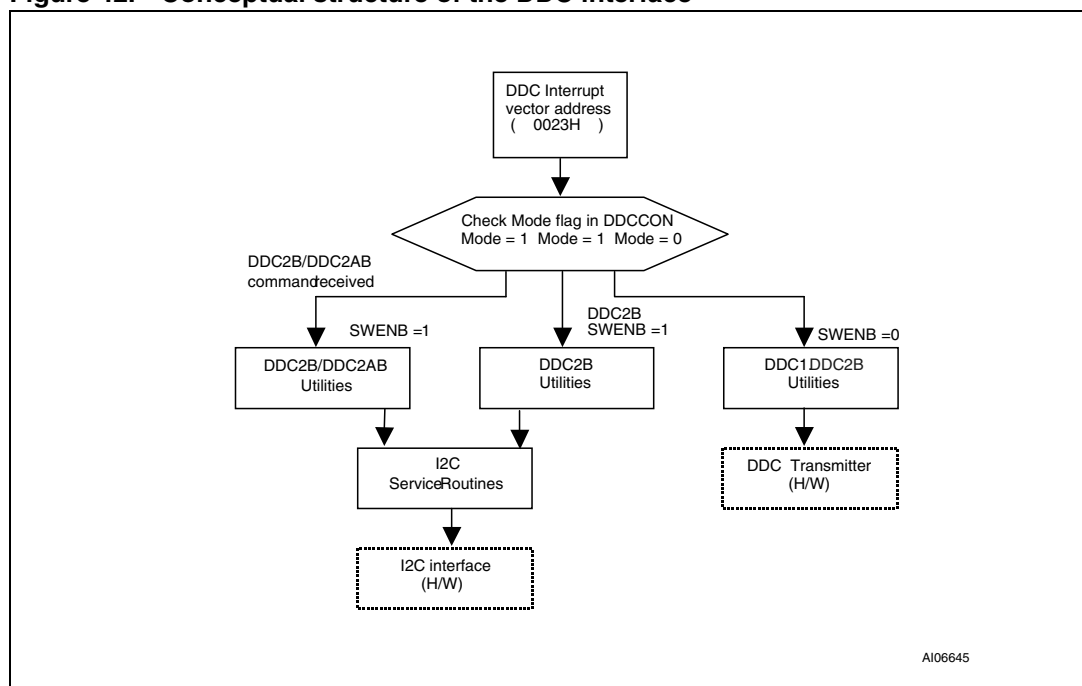 Figure 42. Conceptual structure of the DDC interface
DDC Interrupt
vector address
( 0023H )
Check Mode flag in DDCCON
Mode = 1 Mode = 1 Mode = 0
DDC2B/DDC2AB
commandreceived
SWENB =1
DDC2B
SWENB =1
SWENB =0
DDC2B/DDC2AB
Utilities
DDC2B
Utilities
DDC1DDC2B
Utilities
I2C
ServiceRoutines
DDC Transmitter
(H/W)
I2C interface
(H/W)
AI06645